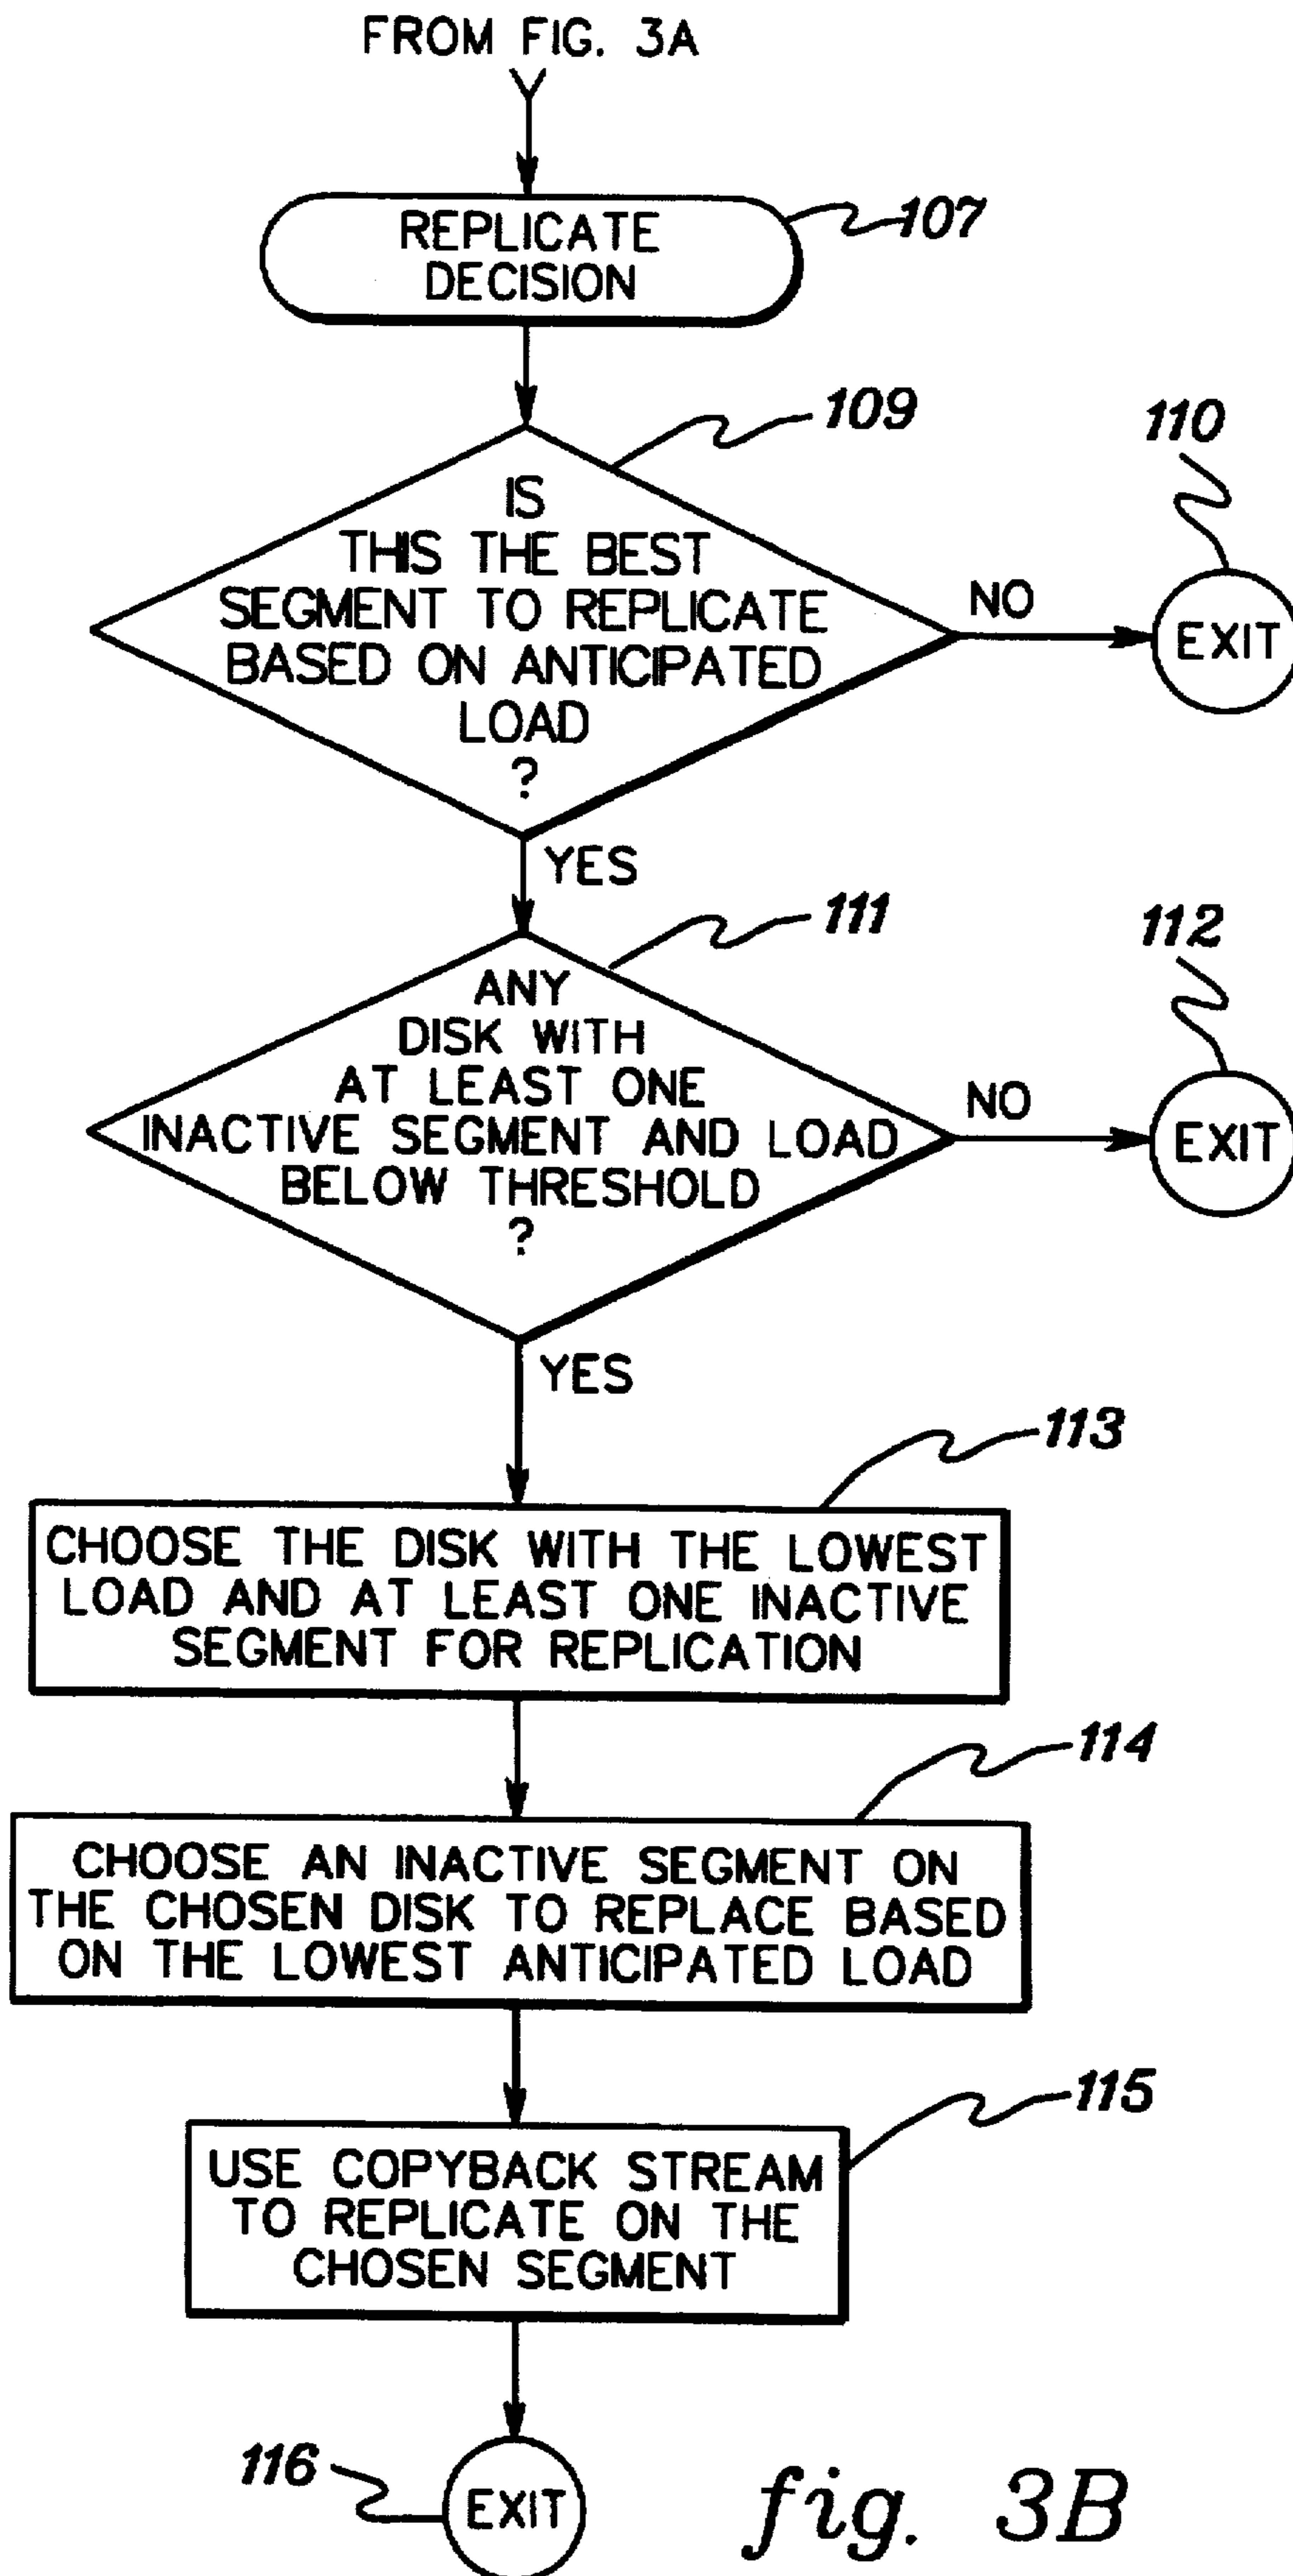 FROM FIG. 3A
REPLICATE
DECISION
107
109
IS
THIS THE BEST
SEGMENT TO REPLICATE
BASED ON ANTICIPATED
LOAD
?
NO
110
EXIT
YES
111
ANY
DISK WITH
AT LEAST ONE
INACTIVE SEGMENT AND LOAD
BELOW THRESHOLD
?
NO
112
EXIT
YES
113
CHOOSE THE DISK WITH THE LOWEST
LOAD AND AT LEAST ONE INACTIVE
SEGMENT FOR REPLICATION
114
CHOOSE AN INACTIVE SEGMENT ON
THE CHOSEN DISK TO REPLACE BASED
ON THE LOWEST ANTICIPATED LOAD
115
USE COPYBACK STREAM
TO REPLICATE ON THE
CHOSEN SEGMENT
116
EXIT
fig. 3B